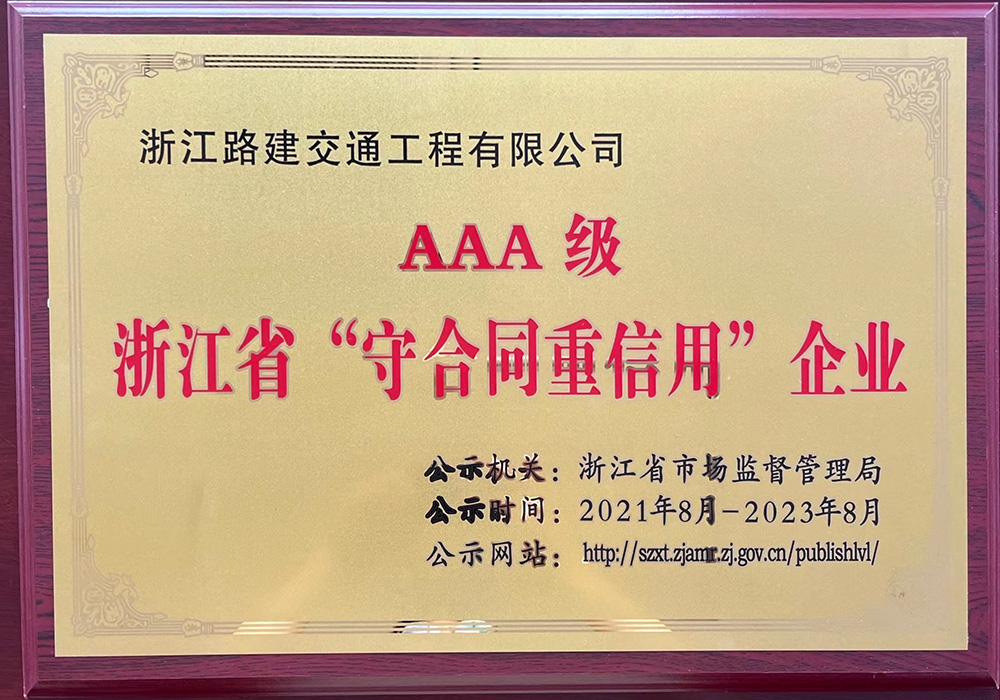 浙江路建交通工程有限公司
AAA 级
浙江省“守合同重信用”企业
公示机关：浙江省市场监督管理局
公示时间：2021年8月-2023年8月
公示网站：http://szxt.zjamr.zj.gov.cn/publishlvl/